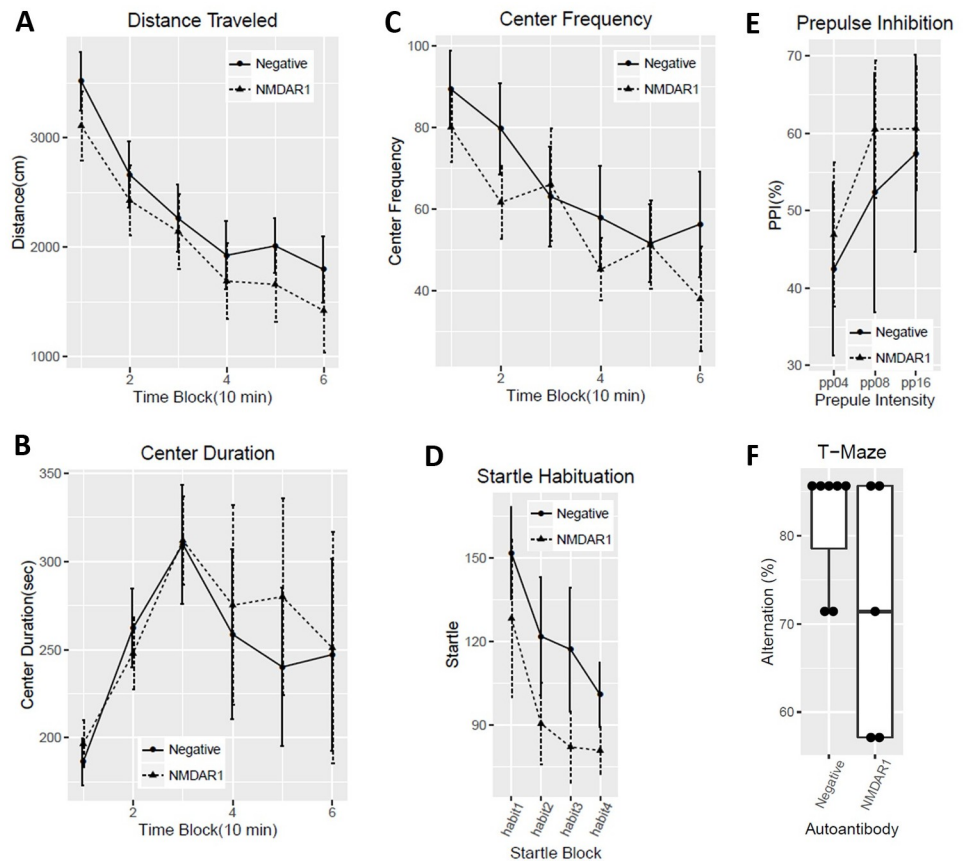 A
Distance Traveled
Negative
NMDAR1
3000
2000
1000
Distance(cm)
2
4
6
Time Block(10 min)
B
Center Duration
350
300
250
200
Center Duration(sec)
Negative
NMDAR1
2
4
6
Time Block(10 min)
C
Center Frequency
100
80
60
40
Center Frequency
Negative
NMDAR1
2
4
6
Time Block(10 min)
D
Startle Habituation
Negative
NMDAR1
150
120
90
Startle
habit1
habit2
habit3
habit4
Startle Block
E
Prepulse Inhibition
70
60
50
40
30
PPI(%)
Negative
NMDAR1
pp04
pp08
pp16
Prepule Intensity
F
T-Maze
80
70
60
Alternation (%)
Negative
NMDAR1
Autoantibody